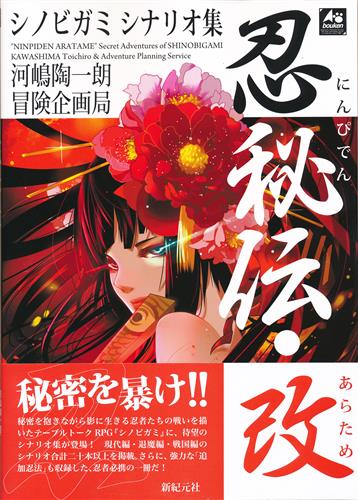 シノビガミ シナリオ集
"NINPIDEN ARATAME" Secret Adventures of SHINOBIGAMI
KAWASHIMA Toichiro & Adventure Planning Service
河嶋陶一朗
冒険企画局
bouken
忍秘伝・改
にんぴでん
あらため
秘密を暴け!!
秘密を抱きながら影に生きる忍者たちの戦いを描
いたテーブルトークRPG『シノビガミ』に、待望の
シナリオ集が登場! 現代編・退魔編・戦国編の
シナリオ合計二十本以上を掲載。さらに、強力な「追
加忍法」も収録した、忍者必携の一冊だ!
新紀元社